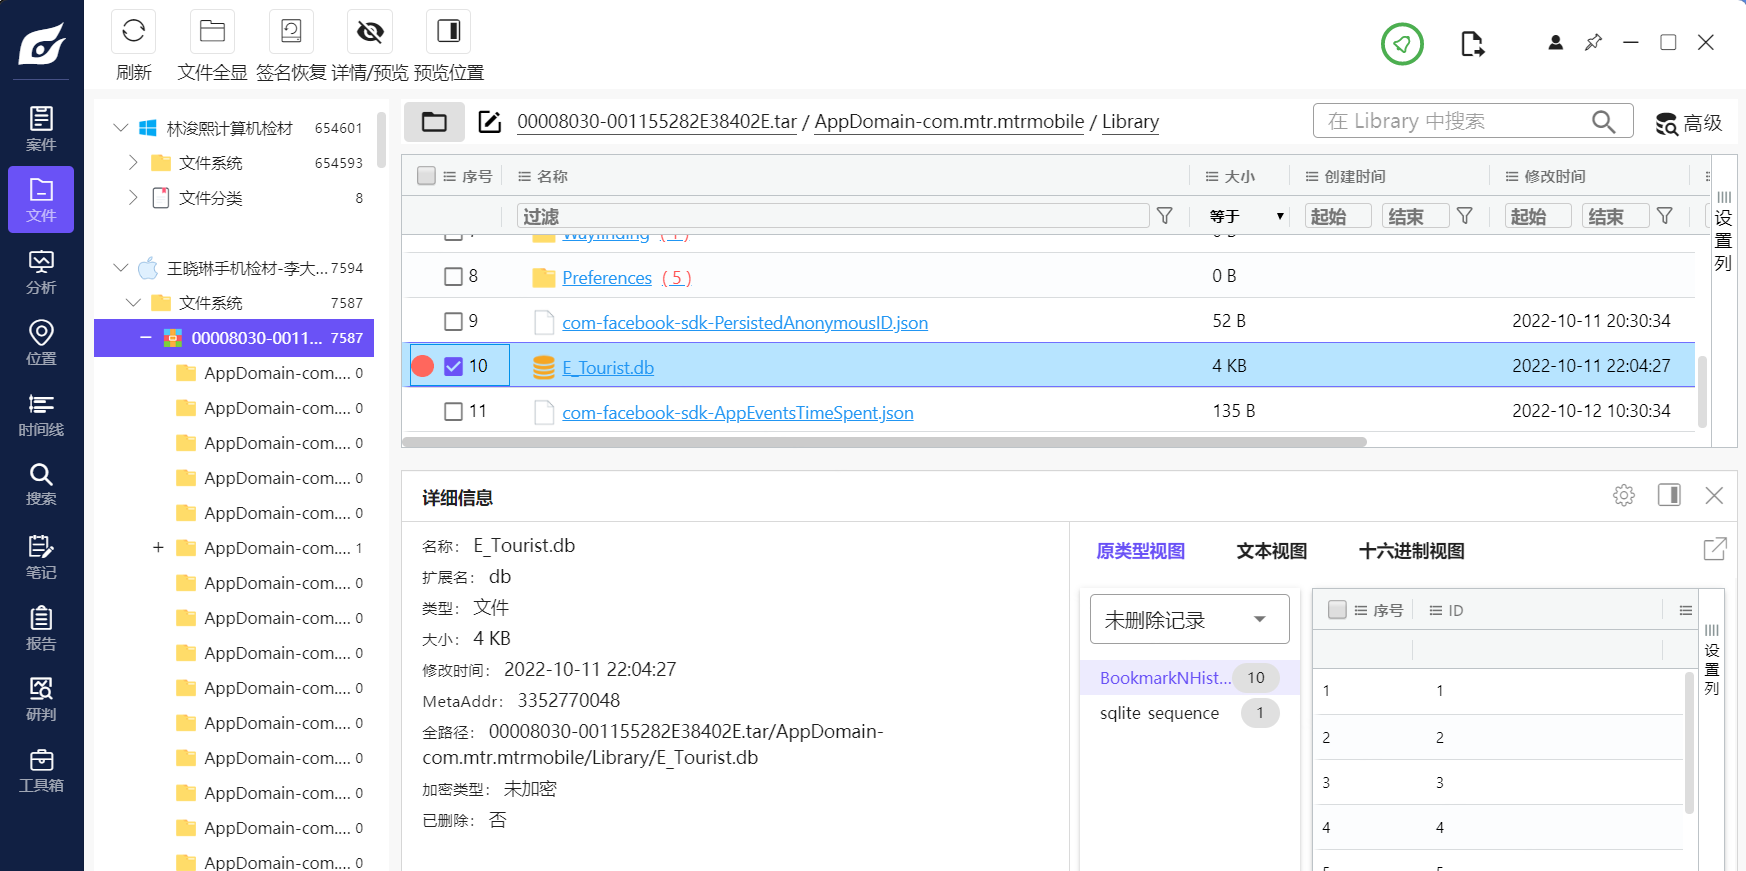 刷新
文件全显
签名恢复
详情/预览
预览位置
案件
文件
分析
位置
时间线
搜索
笔记
报告
研判
工具箱
林浚熙计算机检材 654601
文件系统 654593
文件分类 8
王晓琳手机检材-李大... 7594
文件系统 7587
00008030-0011... 7587
AppDomain-com.... 0
AppDomain-com.... 0
AppDomain-com.... 0
AppDomain-com.... 0
AppDomain-com.... 0
AppDomain-com.... 1
AppDomain-com.... 0
AppDomain-com.... 0
AppDomain-com.... 0
AppDomain-com.... 0
AppDomain-com.... 0
AppDomain-com.... 0
AppDomain-com.... 0
AppDomain-com.... 0
AppDomain-com.... 0
00008030-001155282E38402E.tar / AppDomain-com.mtr.mtrmobile / Library
在 Library 中搜索
高级
序号 名称 大小 创建时间 修改时间
过滤 等于 起始 结束 起始 结束
设置列
Wayfinding
8 Preferences ( 5 ) 0 B
9 com-facebook-sdk-PersistedAnonymousID.json 52 B 2022-10-11 20:30:34
10 E_Tourist.db 4 KB 2022-10-11 22:04:27
11 com-facebook-sdk-AppEventsTimeSpent.json 135 B 2022-10-12 10:30:34
详细信息
名称： E_Tourist.db
扩展名： db
类型： 文件
大小： 4 KB
修改时间： 2022-10-11 22:04:27
MetaAddr： 3352770048
全路径： 00008030-001155282E38402E.tar/AppDomain-
com.mtr.mtrmobile/Library/E_Tourist.db
加密类型： 未加密
已删除： 否
原类型视图 文本视图 十六进制视图
未删除记录
BookmarkNHist... 10
sqlite sequence 1
序号 ID
1 1
2 2
3 3
4 4
设置列